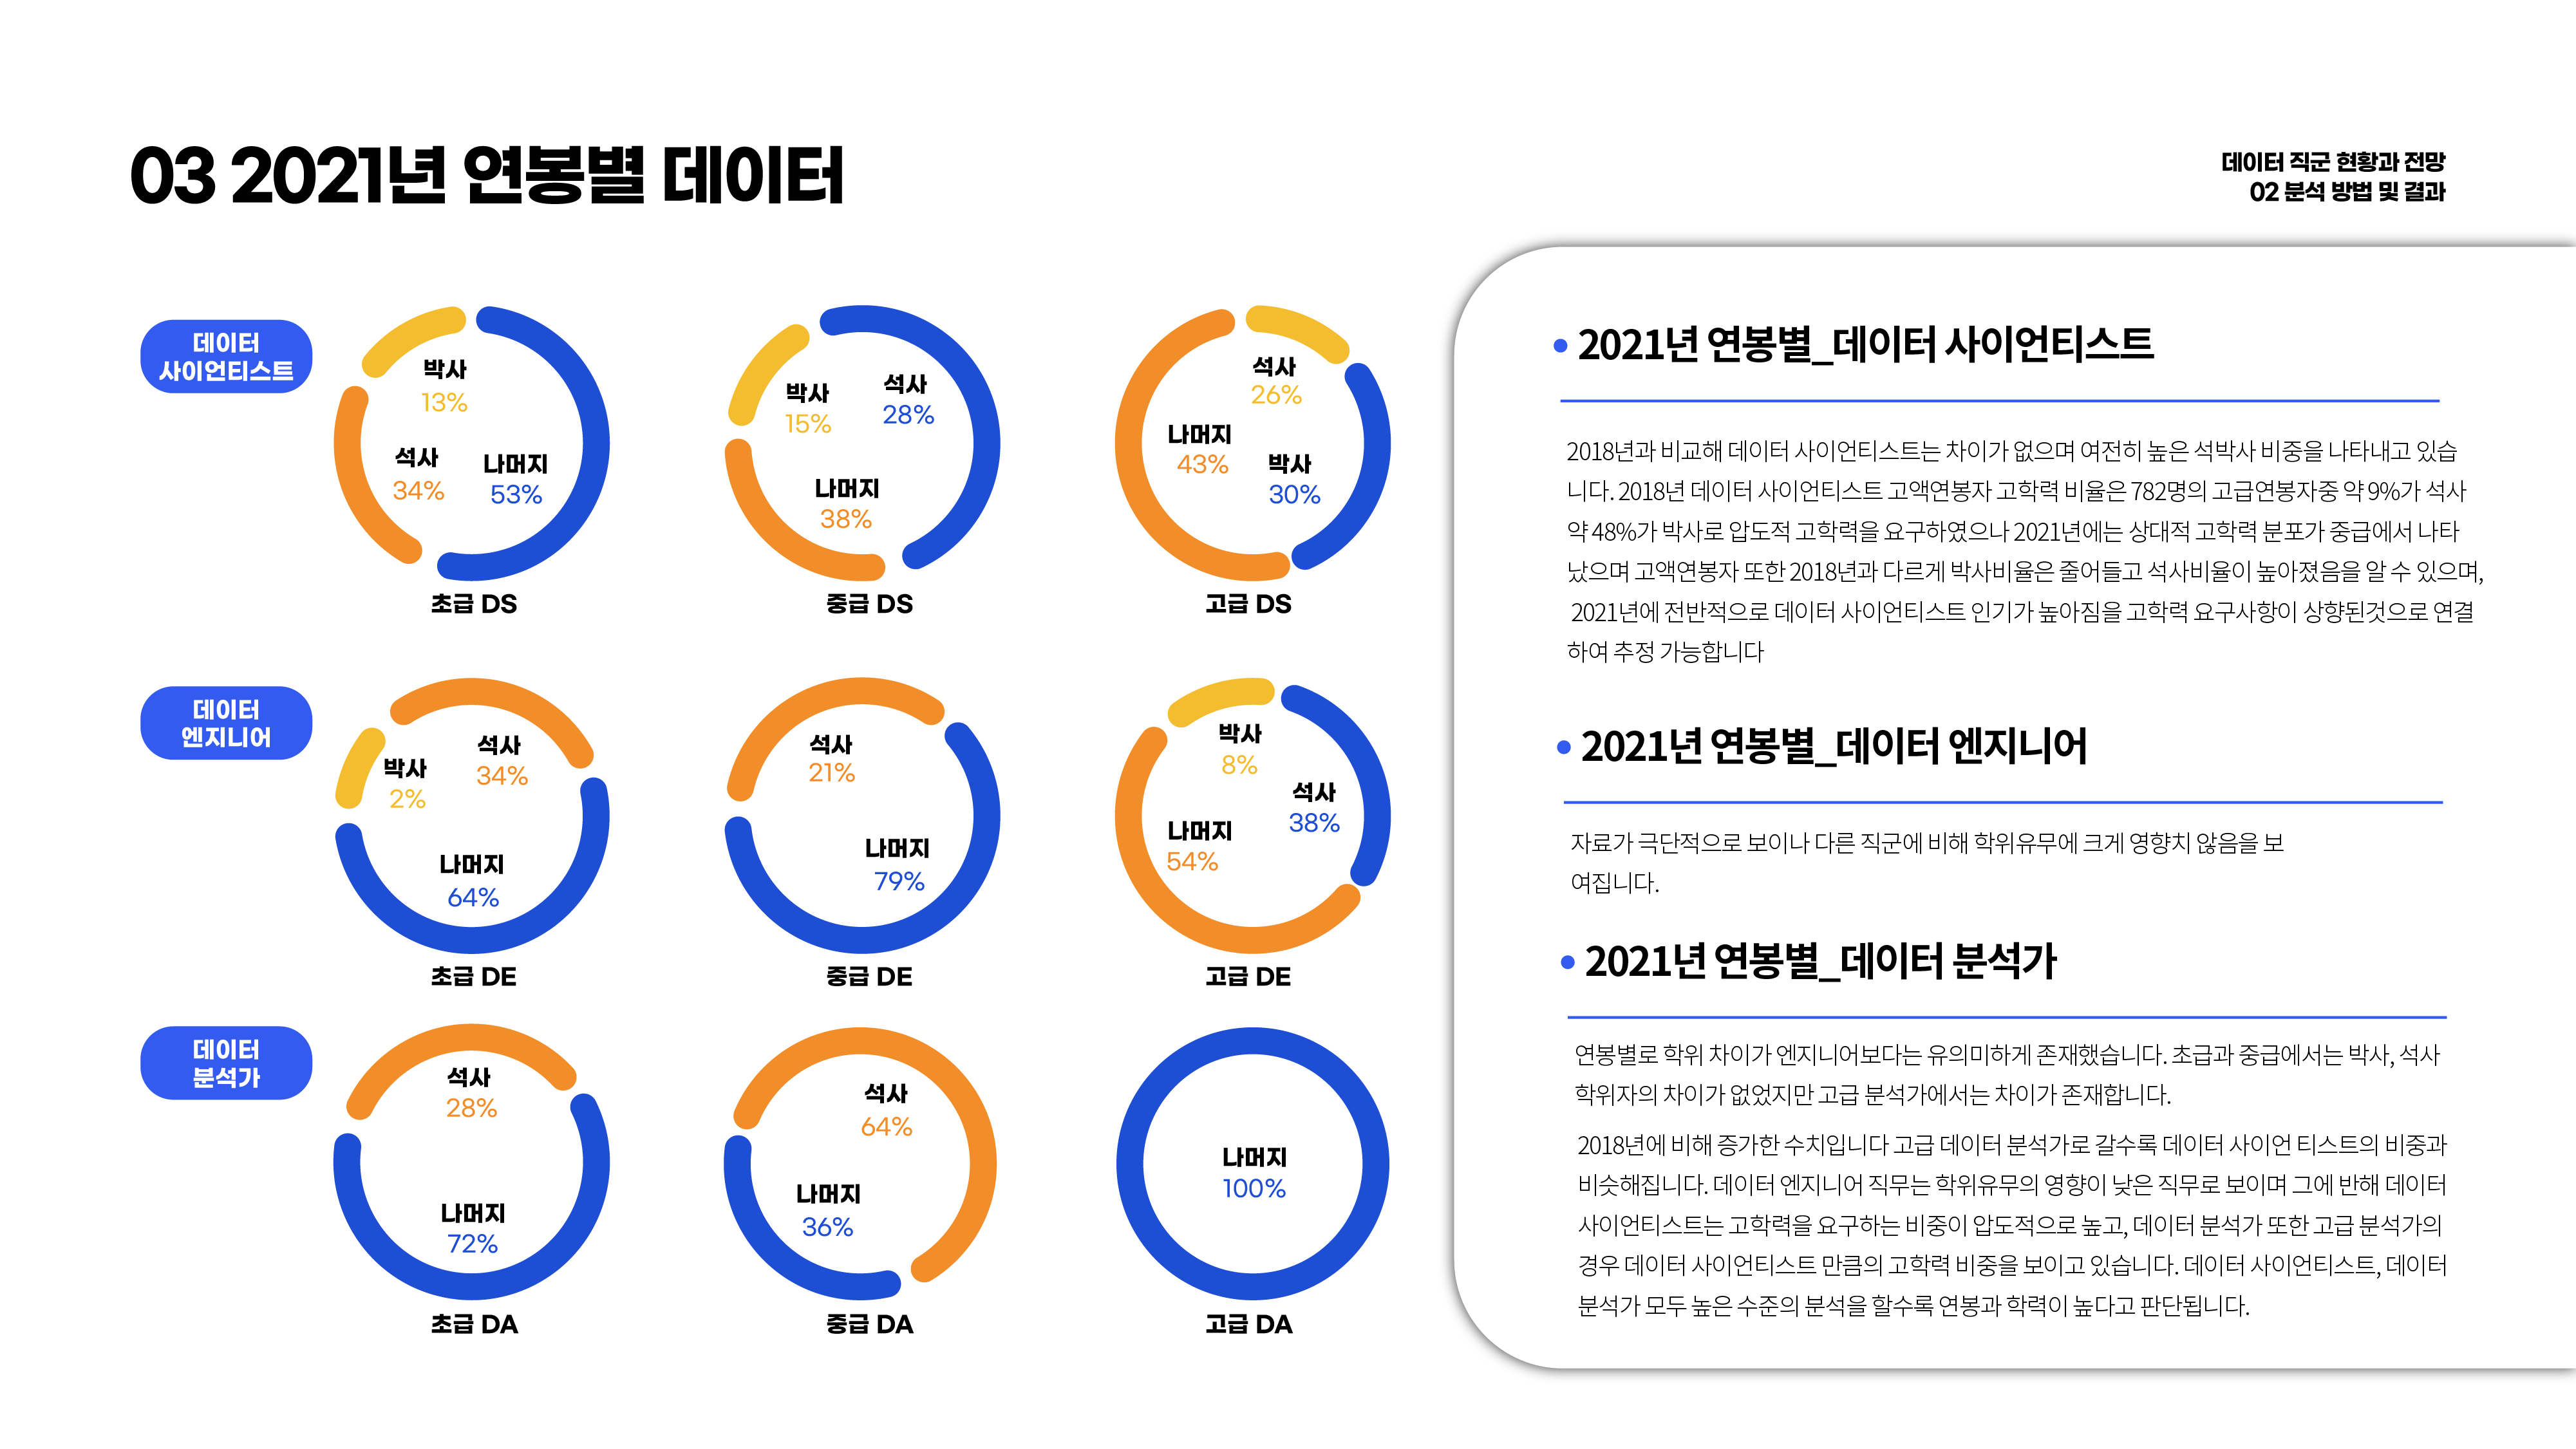 03 2021년 연봉별 데이터
데이터 직군 현황과 전망
02 분석 방법 및 결과
데이터
사이언티스트
박사
13%
석사
34%
나머지
53%
초급 DS
박사
15%
석사
28%
나머지
38%
중급 DS
석사
26%
나머지
43%
박사
30%
고급 DS
데이터
엔지니어
박사
2%
석사
34%
나머지
64%
초급 DE
석사
21%
나머지
79%
중급 DE
박사
8%
석사
38%
나머지
54%
고급 DE
데이터
분석가
석사
28%
나머지
72%
초급 DA
석사
64%
나머지
36%
중급 DA
나머지
100%
고급 DA
• 2021년 연봉별_데이터 사이언티스트
2018년과 비교해 데이터 사이언티스트는 차이가 없으며 여전히 높은 석박사 비중을 나타내고 있습
니다. 2018년 데이터 사이언티스트 고액연봉자 고학력 비율은 782명의 고급연봉자중 약 9%가 석사
약 48%가 박사로 압도적 고학력을 요구하였으나 2021년에는 상대적 고학력 분포가 중급에서 나타
났으며 고액연봉자 또한 2018년과 다르게 박사비율은 줄어들고 석사비율이 높아졌음을 알 수 있으며,
2021년에 전반적으로 데이터 사이언티스트 인기가 높아짐을 고학력 요구사항이 상향된것으로 연결
하여 추정 가능합니다
• 2021년 연봉별_데이터 엔지니어
자료가 극단적으로 보이나 다른 직군에 비해 학위유무에 크게 영향치 않음을 보
여집니다.
• 2021년 연봉별_데이터 분석가
연봉별로 학위 차이가 엔지니어보다는 유의미하게 존재했습니다. 초급과 중급에서는 박사, 석사
학위자의 차이가 없었지만 고급 분석가에서는 차이가 존재합니다.
2018년에 비해 증가한 수치입니다 고급 데이터 분석가로 갈수록 데이터 사이언 티스트의 비중과
비슷해집니다. 데이터 엔지니어 직무는 학위유무의 영향이 낮은 직무로 보이며 그에 반해 데이터
사이언티스트는 고학력을 요구하는 비중이 압도적으로 높고, 데이터 분석가 또한 고급 분석가의
경우 데이터 사이언티스트 만큼의 고학력 비중을 보이고 있습니다. 데이터 사이언티스트, 데이터
분석가 모두 높은 수준의 분석을 할수록 연봉과 학력이 높다고 판단됩니다.